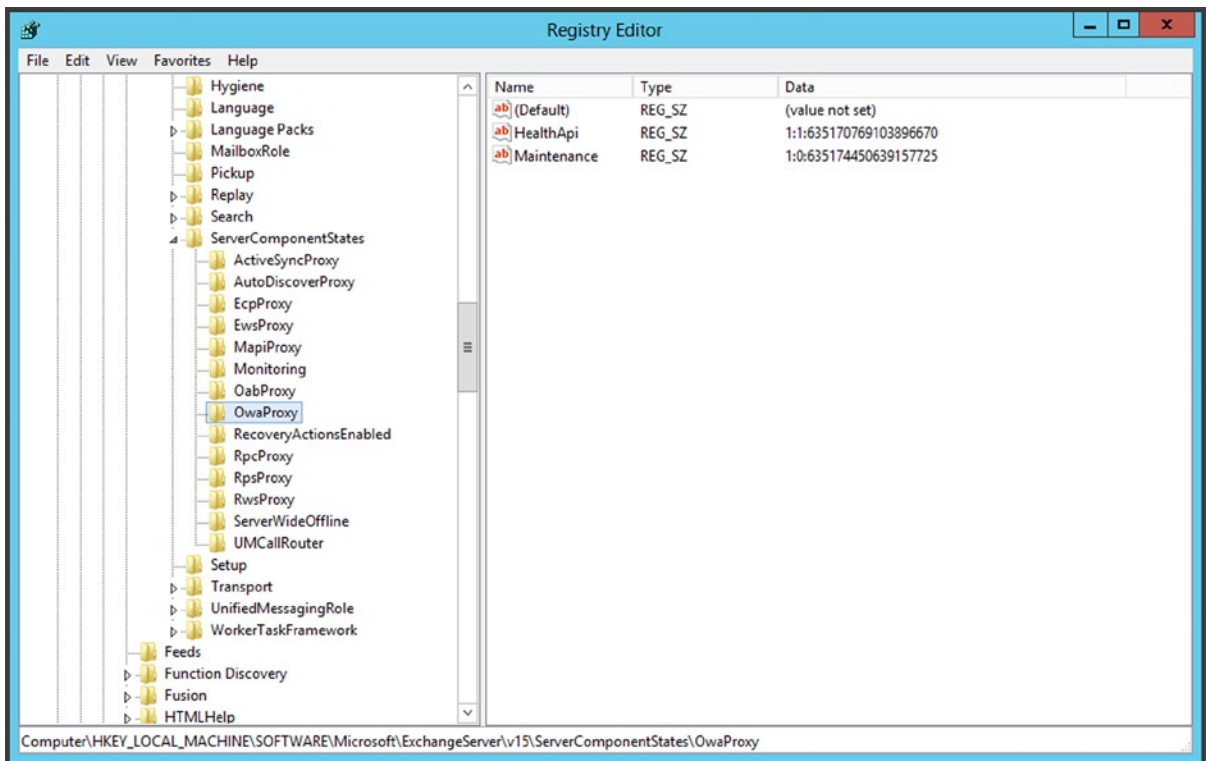 Registry Editor
File Edit View Favorites Help
Hygiene
Language
Language Packs
MailboxRole
Pickup
Replay
Search
ServerComponentStates
ActiveSyncProxy
AutoDiscoverProxy
EcpProxy
EwsProxy
MapiProxy
Monitoring
OabProxy
OwaProxy
RecoveryActionsEnabled
RpcProxy
RpsProxy
RwsProxy
ServerWideOffline
UMCallRouter
Setup
Transport
UnifiedMessagingRole
WorkerTaskFramework
Feeds
Function Discovery
Fusion
HTMLHelp
Name Type Data
(Default) REG_SZ (value not set)
HealthApi REG_SZ 1:1:635170769103896670
Maintenance REG_SZ 1:0:635174450639157725
Computer\HKEY_LOCAL_MACHINE\SOFTWARE\Microsoft\ExchangeServer\v15\ServerComponentStates\OwaProxy